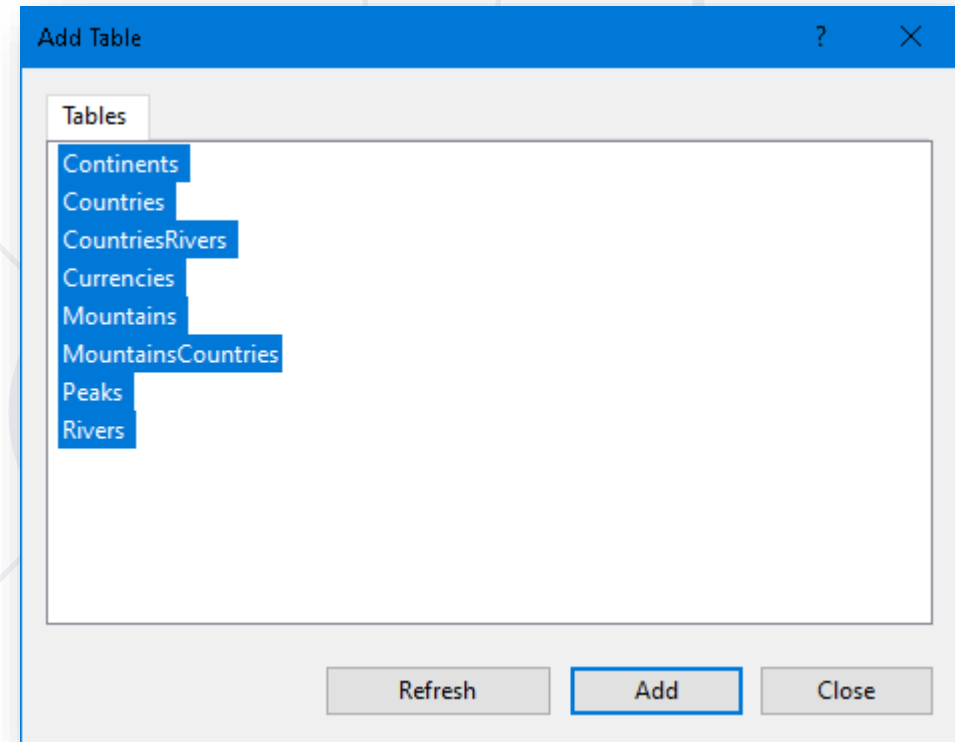 Add Table ?
Tables
Continents
Countries
CountriesRivers
Currencies
Mountains
MountainsCountries
Peaks
Rivers
Refresh Add Close